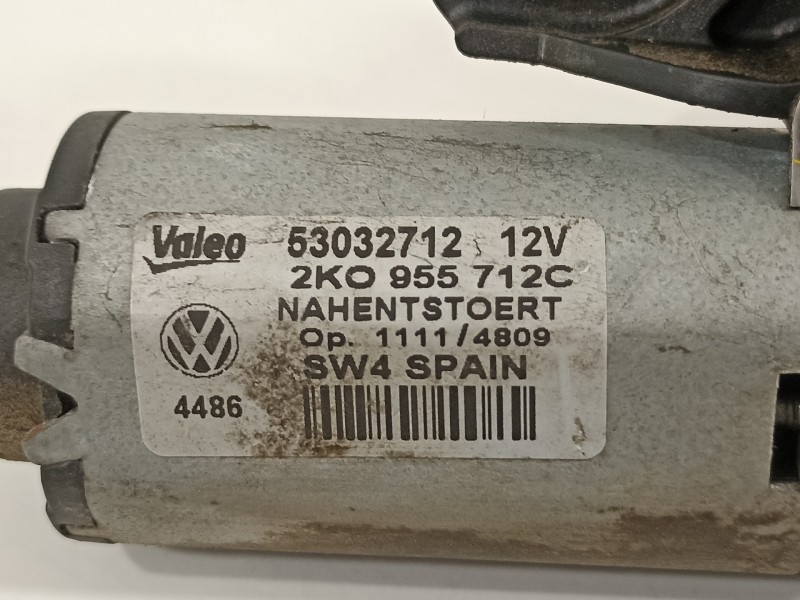 Valeo 53032712 12V
2KO 955 712C
NAHENTSTOERT
Op. 1111/4809
SW4 SPAIN
4486